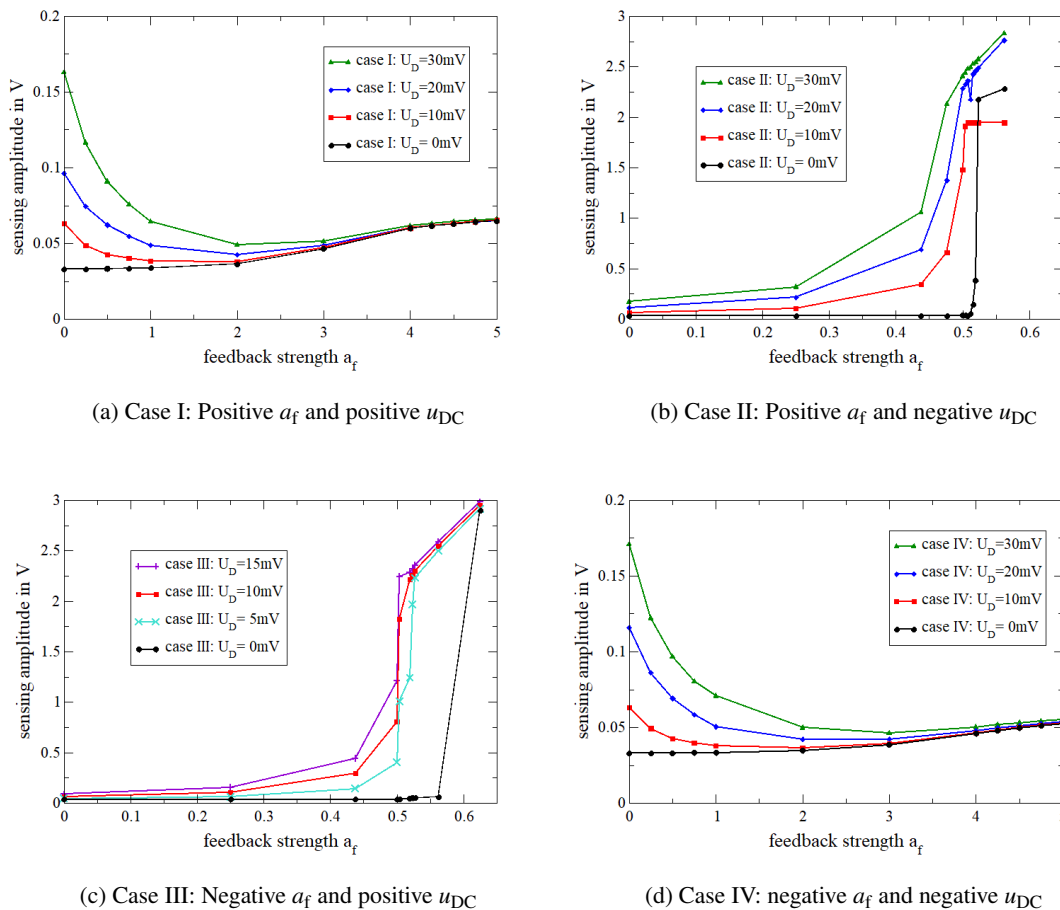 0.2
0.15
0.1
0.05
0
sensing amplitude in V
case I: U_D=30mV
case I: U_D=20mV
case I: U_D=10mV
case I: U_D= 0mV
0 1 2 3 4 5
feedback strength a_f
(a) Case I: Positive a_f and positive u_DC
3
2.5
2
1.5
1
0.5
0
sensing amplitude in V
case II: U_D=30mV
case II: U_D=20mV
case II: U_D=10mV
case II: U_D= 0mV
0 0.1 0.2 0.3 0.4 0.5 0.6
feedback strength a_f
(b) Case II: Positive a_f and negative u_DC
3
2.5
2
1.5
1
0.5
0
sensing amplitude in V
case III: U_D=15mV
case III: U_D=10mV
case III: U_D= 5mV
case III: U_D= 0mV
0 0.1 0.2 0.3 0.4 0.5 0.6
feedback strength a_f
(c) Case III: Negative a_f and positive u_DC
0.2
0.15
0.1
0.05
0
sensing amplitude in V
case IV: U_D=30mV
case IV: U_D=20mV
case IV: U_D=10mV
case IV: U_D= 0mV
0 1 2 3 4
feedback strength a_f
(d) Case IV: negative a_f and negative u_DC